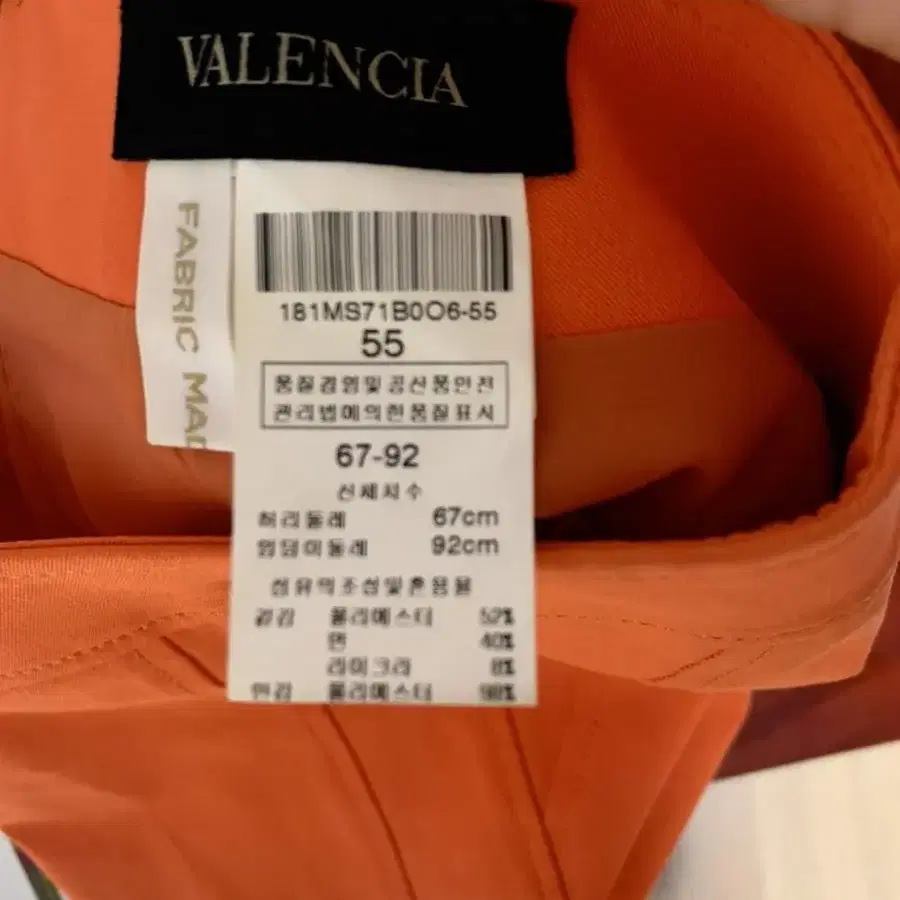 VALENCIA
FABRIC MAD
181MS71B0O6-55
55
품질경영및공산품안전
관리법에의한품질표시
67-92
신체치수
허리둘레 67cm
엉덩이둘레 92cm
섬유의조성및혼용율
겉감 폴리에스터 52%
면 40%
라이크라 8%
안감 폴리에스터 98%